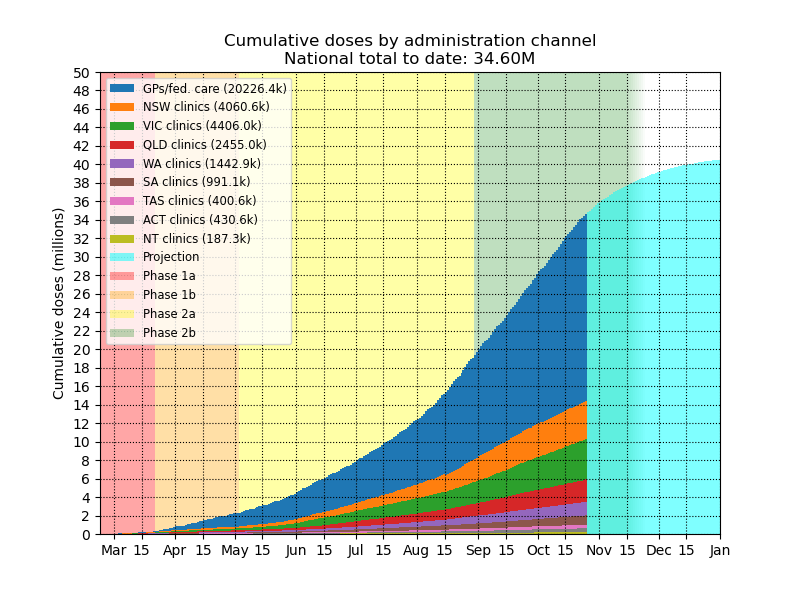 Cumulative doses by administration channel
National total to date: 34.60M
Cumulative doses (millions)
50
48
46
44
42
40
38
36
34
32
30
28
26
24
22
20
18
16
14
12
10
8
6
4
2
0
GPs/fed. care (20226.4k)
NSW clinics (4060.6k)
VIC clinics (4406.0k)
QLD clinics (2455.0k)
WA clinics (1442.9k)
SA clinics (991.1k)
TAS clinics (400.6k)
ACT clinics (430.6k)
NT clinics (187.3k)
Projection
Phase 1a
Phase 1b
Phase 2a
Phase 2b
Mar 15 Apr 15 May 15 Jun 15 Jul 15 Aug 15 Sep 15 Oct 15 Nov 15 Dec 15 Jan